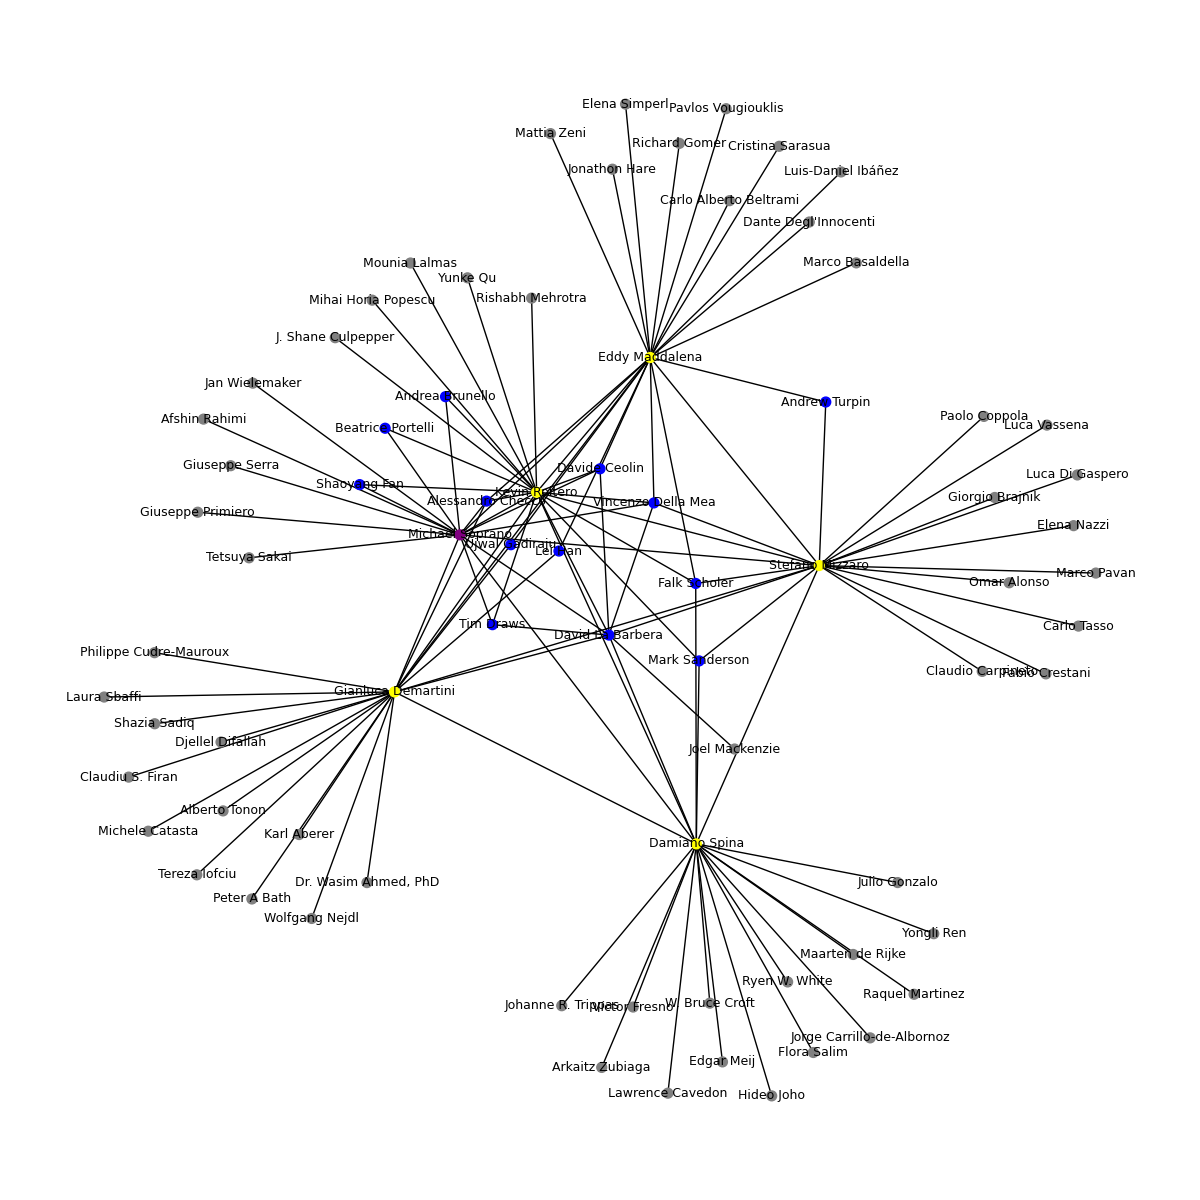 Elena Simperl
Pavlos Vougiouklis
Mattia Zeni
Richard Gomer
Cristina Sarasua
Jonathon Hare
Luis-Daniel Ibáñez
Carlo Alberto Beltrami
Dante Degl'Innocenti
Mounia Lalmas
Marco Basaldella
Yunke Qu
Mihai Horia Popescu
Rishabh Mehrotra
J. Shane Culpepper
Eddy Maddalena
Jan Wielemaker
Andrea Brunello
Andrew Turpin
Afshin Rahimi
Paolo Coppola
Luca Vassena
Beatrice Portelli
Giuseppe Serra
Davide Ceolin
Luca Di Gaspero
Shaoyang Fan
Kevin Roitero
Giorgio Brajnik
Alessandro Checco
Vincenzo Della Mea
Giuseppe Primiero
Elena Nazzi
Michael Soprano
Ujwal Gadiraju
Lei Han
Tetsuya Sakai
Stefano Mizzaro
Marco Pavan
Falk Scholer
Omar Alonso
Tim Draws
Carlo Tasso
David La Barbera
Philippe Cudre-Mauroux
Mark Sanderson
Claudio Carpineto
Fabio Crestani
Gianluca Demartini
Laura Sbaffi
Shazia Sadiq
Djellel Difallah
Joel Mackenzie
Claudiu S. Firan
Alberto Tonon
Michele Catasta
Karl Aberer
Damiano Spina
Tereza Iofciu
Dr. Wasim Ahmed, PhD
Julio Gonzalo
Peter A Bath
Wolfgang Nejdl
Yongli Ren
Maarten de Rijke
Ryen W. White
Raquel Martinez
Johanne R. Trippas
Victor Fresno
W. Bruce Croft
Jorge Carrillo-de-Albornoz
Flora Salim
Edgar Meij
Arkaitz Zubiaga
Lawrence Cavedon
Hideo Joho